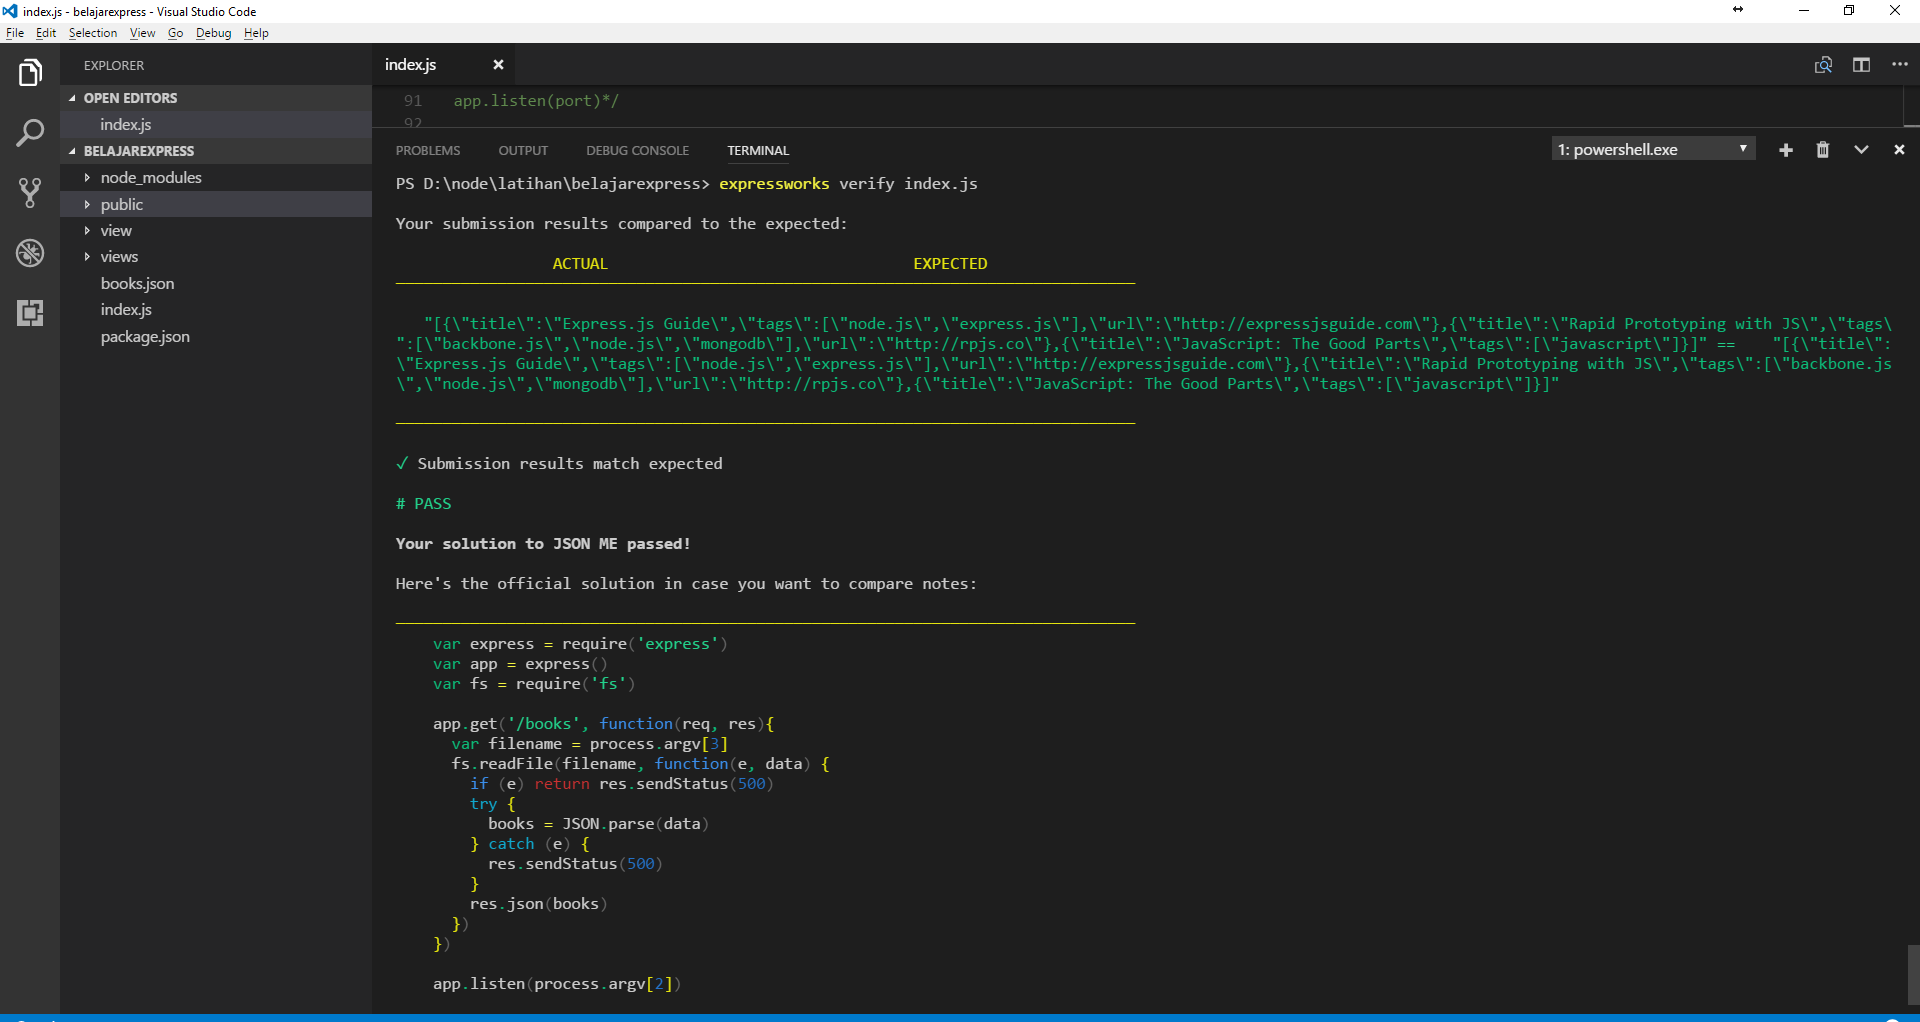 index.js - belajarexpress - Visual Studio Code
File Edit Selection View Go Debug Help
EXPLORER
OPEN EDITORS
index.js
BELAJAREXPRESS
node_modules
public
view
views
books.json
index.js
package.json
index.js
91 app.listen(port)*/
92
PROBLEMS OUTPUT DEBUG CONSOLE TERMINAL 1: powershell.exe
PS D:\node\latihan\belajarexpress> expressworks verify index.js
Your submission results compared to the expected:
ACTUAL EXPECTED
"[{\"title\":\"Express.js Guide\",\"tags\":[\"node.js\",\"express.js\"],\"url\":\"http://expressjsguide.com\"},{\"title\":\"Rapid Prototyping with JS\",\"tags\
":[\"backbone.js\",\"node.js\",\"mongodb\"],\"url\":\"http://rpjs.co\"},{\"title\":\"JavaScript: The Good Parts\",\"tags\":[\"javascript\"]}]" == "[{\"title\":
\"Express.js Guide\",\"tags\":[\"node.js\",\"express.js\"],\"url\":\"http://expressjsguide.com\"},{\"title\":\"Rapid Prototyping with JS\",\"tags\":[\"backbone.js
\",\"node.js\",\"mongodb\"],\"url\":\"http://rpjs.co\"},{\"title\":\"JavaScript: The Good Parts\",\"tags\":[\"javascript\"]}]"
✓ Submission results match expected
# PASS
Your solution to JSON ME passed!
Here's the official solution in case you want to compare notes:
var express = require('express')
var app = express()
var fs = require('fs')
app.get('/books', function(req, res){
var filename = process.argv[3]
fs.readFile(filename, function(e, data) {
if (e) return res.sendStatus(500)
try {
books = JSON.parse(data)
} catch (e) {
res.sendStatus(500)
}
res.json(books)
})
})
app.listen(process.argv[2])